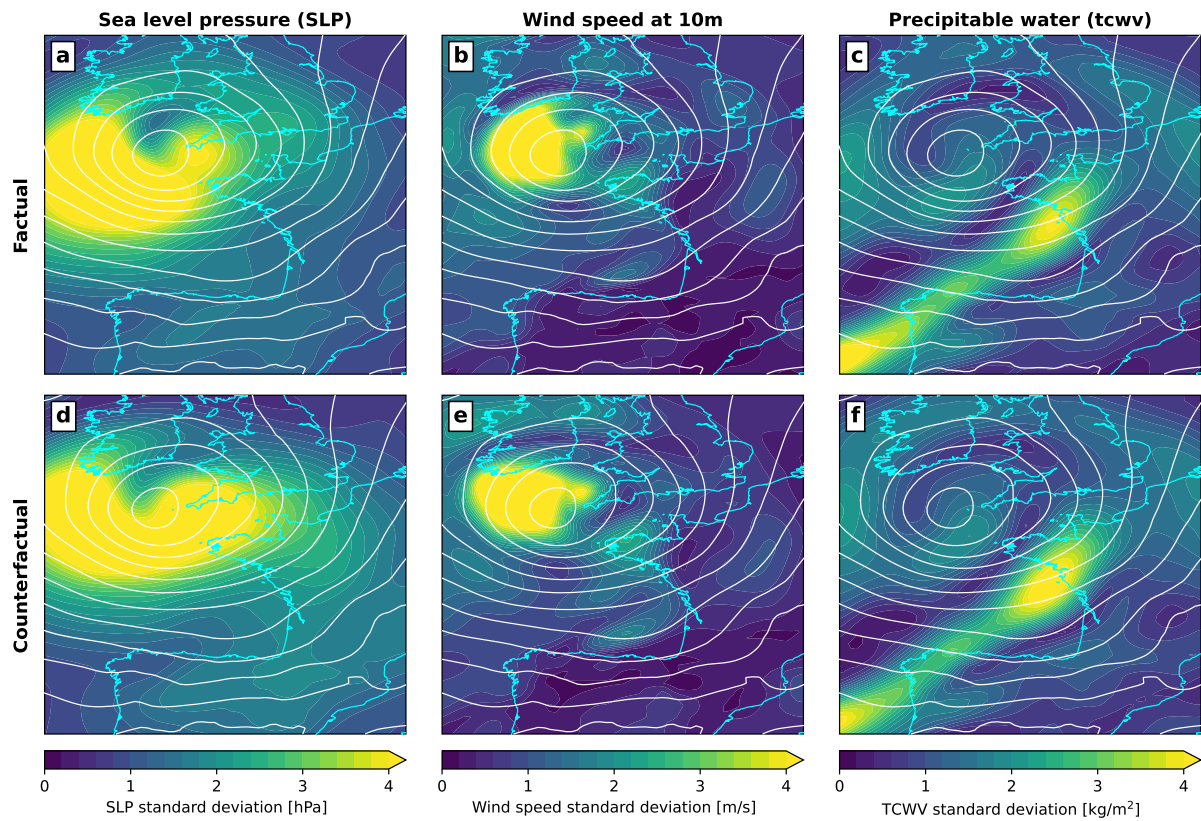 Sea level pressure (SLP)
Wind speed at 10m
Precipitable water (tcwv)
Factual
a
b
c
Counterfactual
d
e
f
0 1 2 3 4
SLP standard deviation [hPa]
0 1 2 3 4
Wind speed standard deviation [m/s]
0 1 2 3 4
TCWV standard deviation [kg/m²]